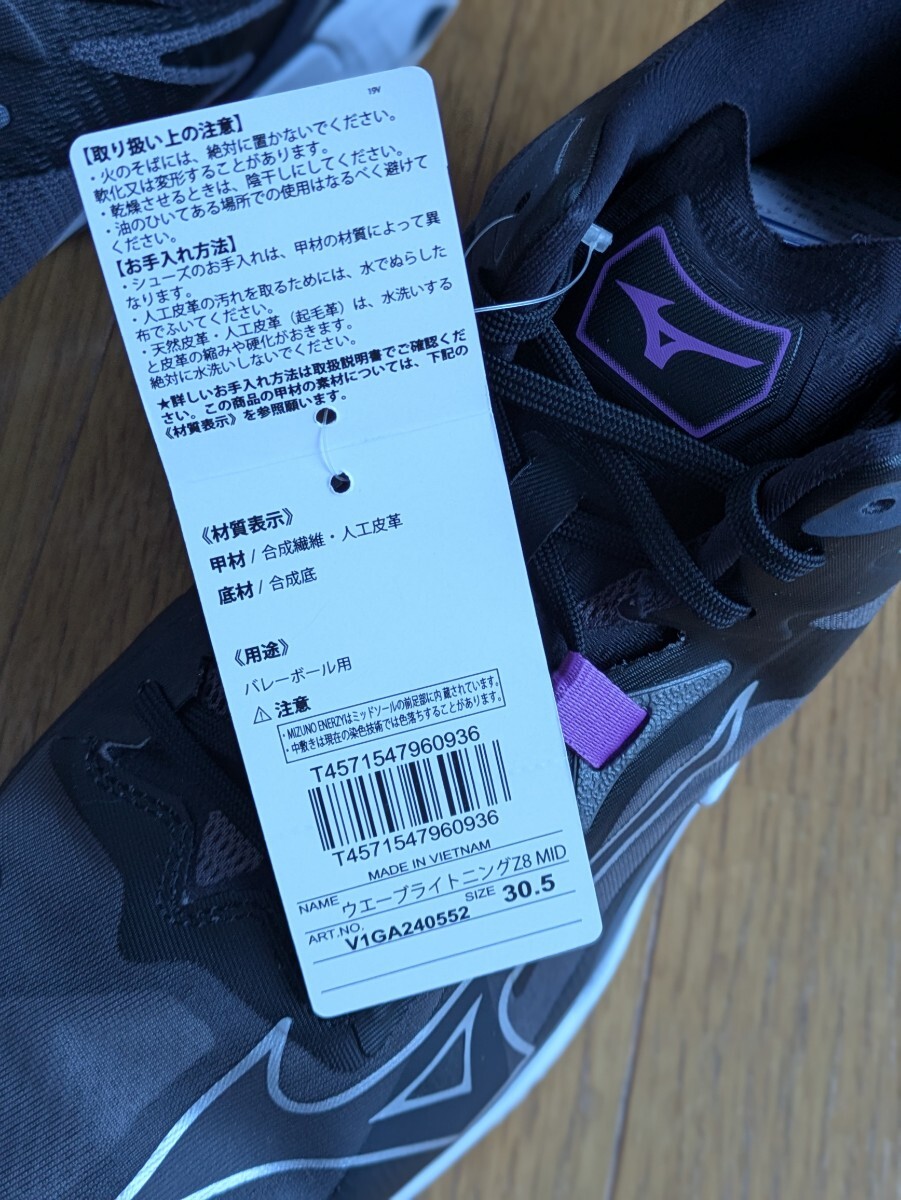 19V
【取り扱い上の注意】
・火のそばには、絶対に置かないでください。
軟化又は変形することがあります。
・乾燥させるときは、陰干しにしてください。
・油のひいてある場所での使用はなるべく避けて
ください。
【お手入れ方法】
・シューズのお手入れは、甲材の材質によって異
なります。
・人工皮革の汚れを取るためには、水でぬらした
布でふいてください。
・天然皮革・人工皮革（起毛革）は、水洗いする
と皮革の縮みや硬化がおきます。
絶対に水洗いしないでください。
★詳しいお手入れ方法は取扱説明書でご確認くだ
さい。この商品の甲材の素材については、下記の
《材質表示》を参照願います。
《材質表示》
甲材 / 合成繊維・人工皮革
底材 / 合成底
《用途》
バレーボール用
⚠ 注意
・MIZUNO ENERZYはミッドソールの前足部に内蔵されています。
・中敷きは現在の染色技術では色落ちすることがあります。
T4571547960936
T4571547960936
MADE IN VIETNAM
NAME ウエーブライトニングZ8 MID
ART.NO. V1GA240552 SIZE 30.5